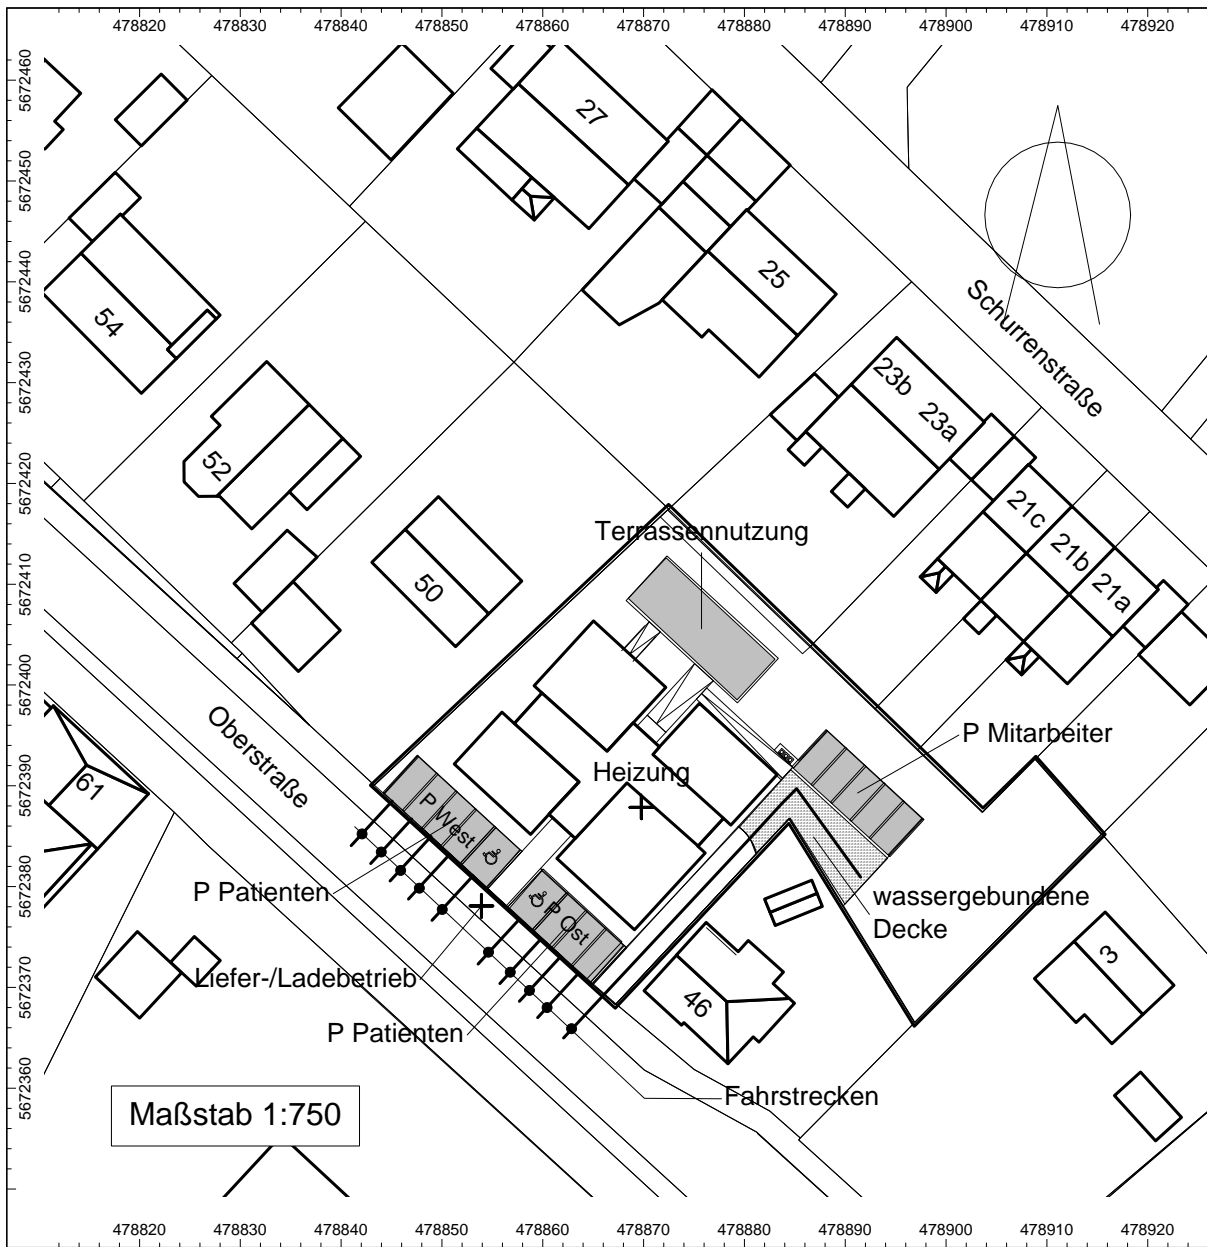 478820 478830 478840 478850 478860 478870 478880 478890 478900 478910 478920
5672460
5672450
5672440
5672430
5672420
5672410
5672400
5672390
5672380
5672370
5672360
27
25
54
52
50
Schurrenstraße
23b
23a
21c
21b
21a
Terrassennutzung
P Mitarbeiter
Oberstraße
61
Heizung
P West
P Ost
P Patienten
wassergebundene
Decke
Liefer-/Ladebetrieb
P Patienten
46
3
Fahrstrecken
Maßstab 1:750
478820 478830 478840 478850 478860 478870 478880 478890 478900 478910 478920